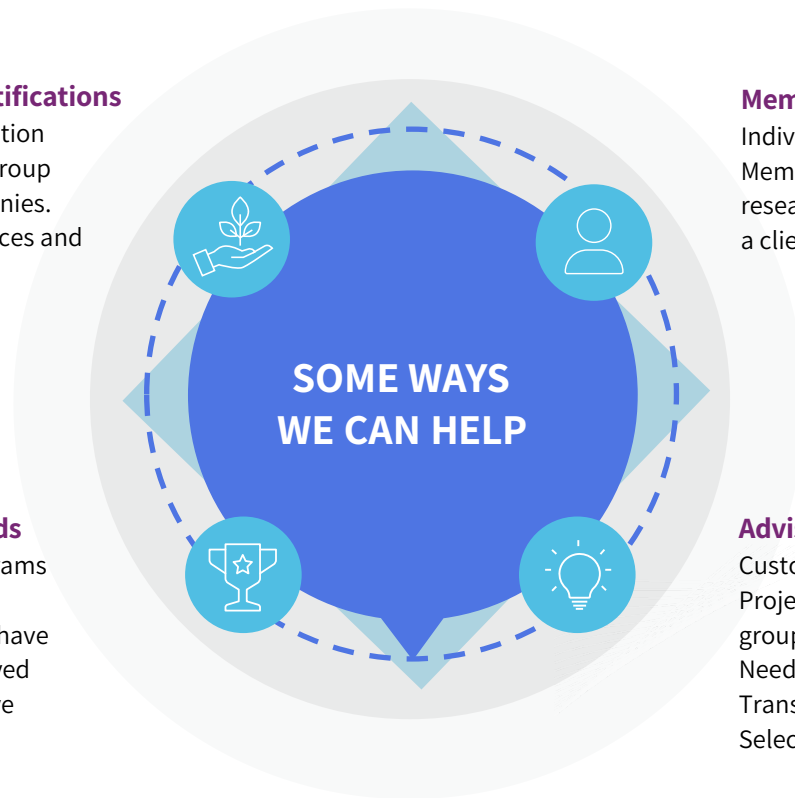 tifications
tion
roup
nies.
ces and
Mem
Indiv
Mem
resea
a clie
SOME WAYS
WE CAN HELP
ds
ams
have
ved
e
Advi
Custo
Proje
group
Need
Trans
Selec